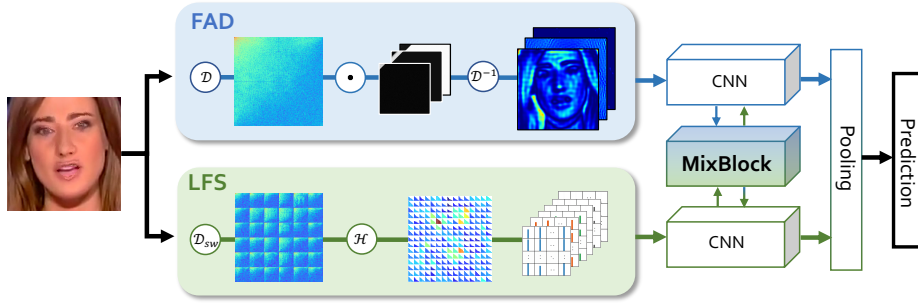 FAD
𝒟
𝒟⁻¹
CNN
MixBlock
LFS
𝒟sw
ℋ
CNN
Pooling
Prediction